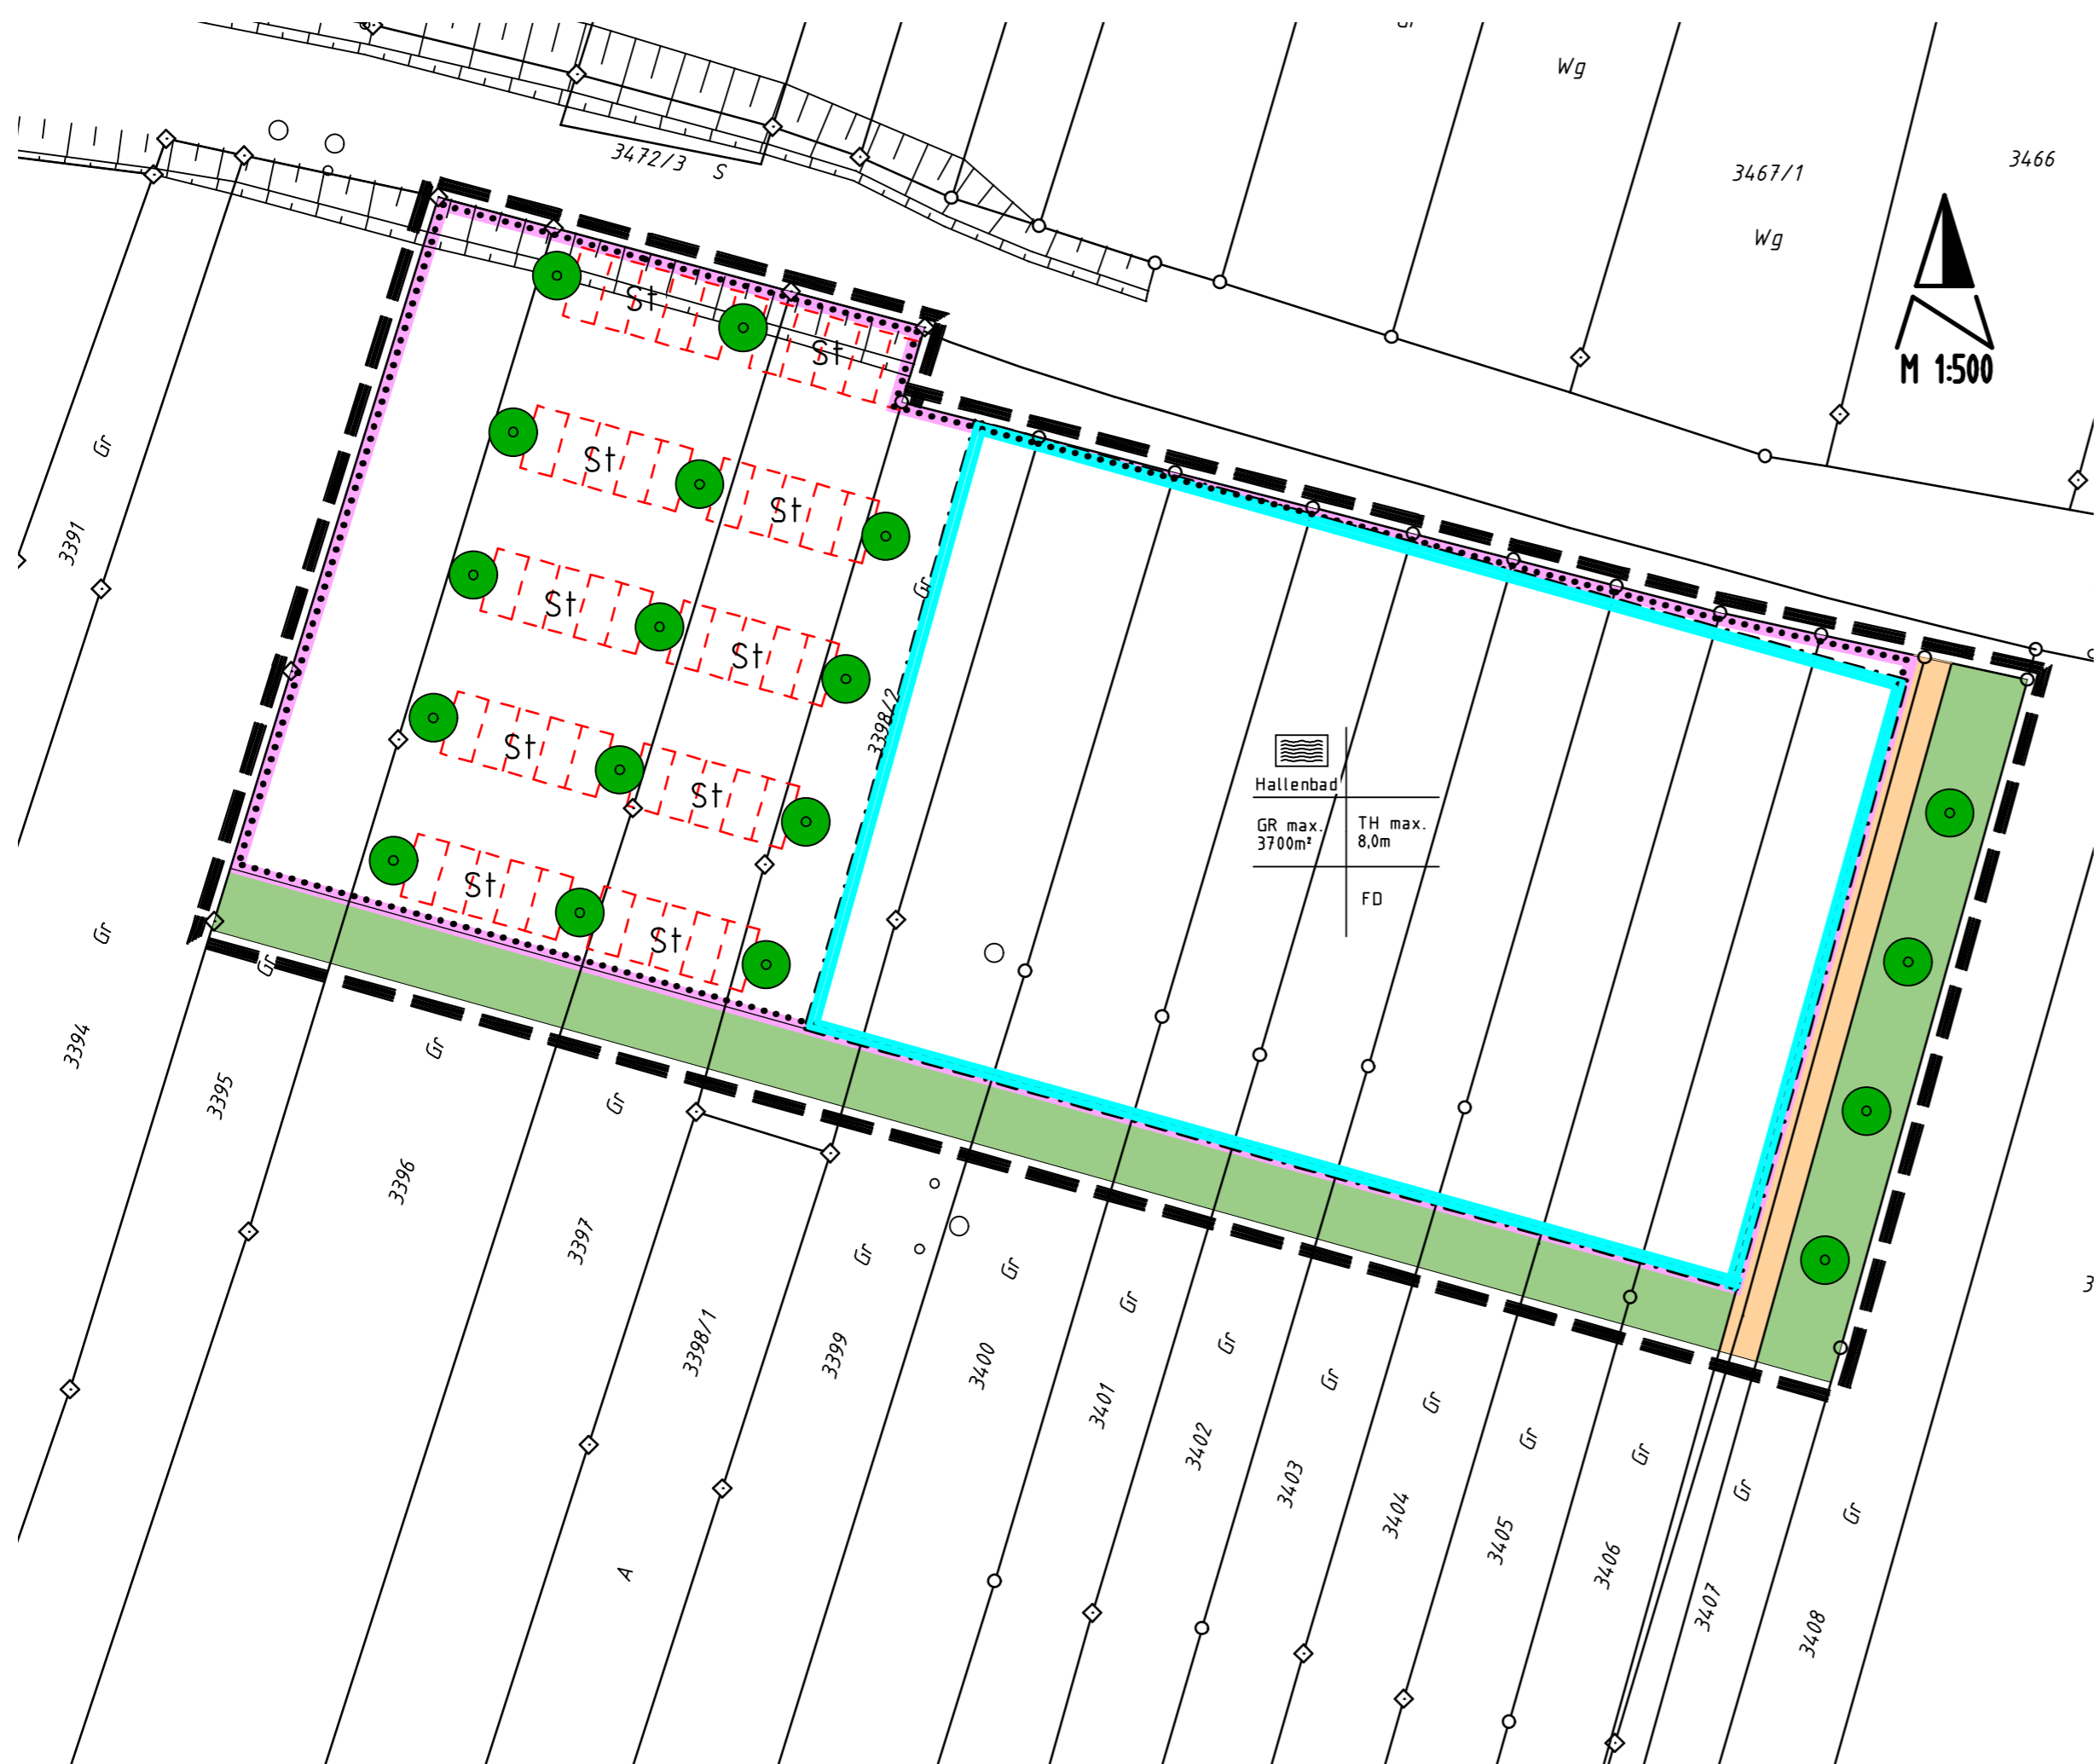 Wg
3466
3467/1
3472/3 S
Wg
M 1:500
St
St
Gr
St
3391
St
Gr
St
St
3398/2
St
Hallenbad
St
GR max.
3700m²
TH max.
8,0m
St
FD
St
Gr
Gr
3394
Gr
3395
Gr
3396
3397
Gr
Gr
Gr
Gr
3398/1
3399
3400
Gr
Gr
3401
3402
Gr
Gr
3403
Gr
Gr
3404
3405
3406
A
3407
3408